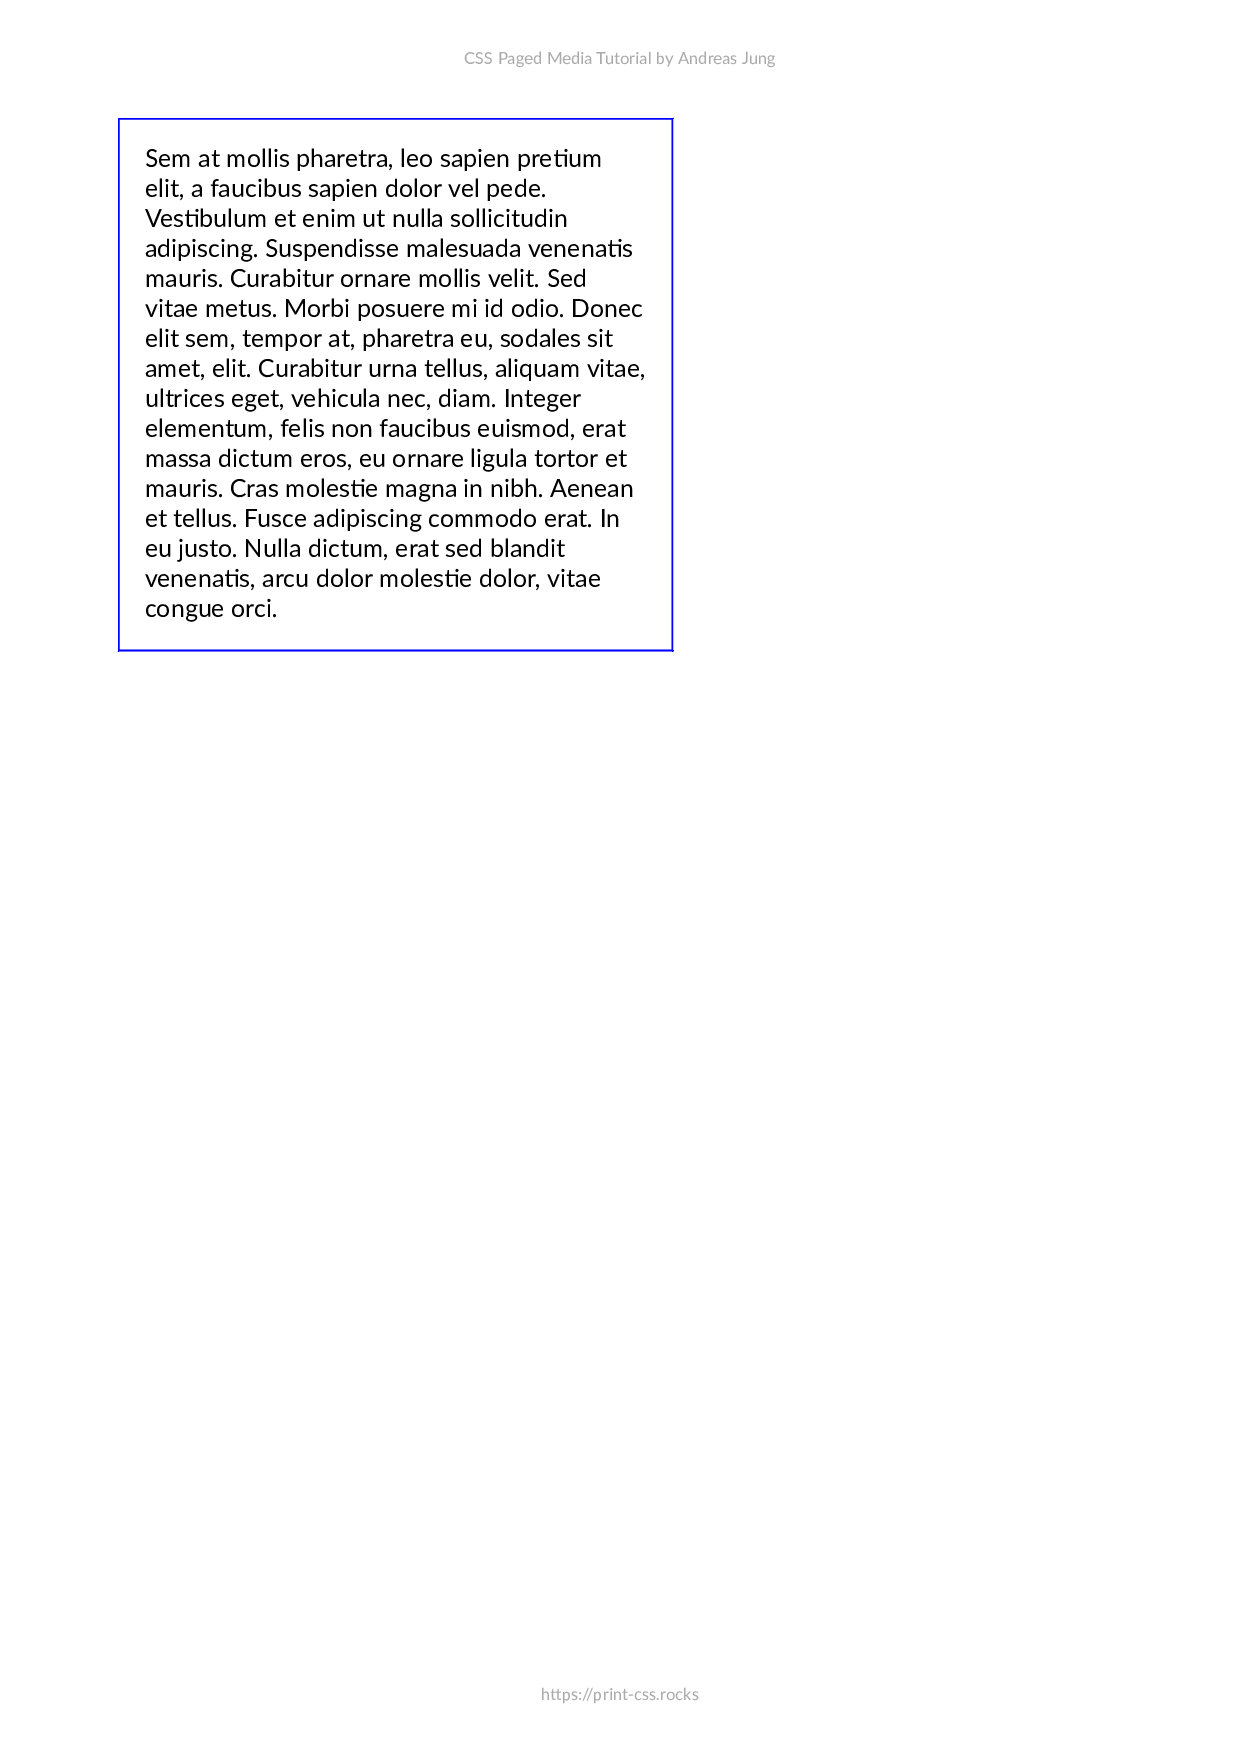 CSS Paged Media Tutorial by Andreas Jung
Sem at mollis pharetra, leo sapien pretium
elit, a faucibus sapien dolor vel pede.
Vestibulum et enim ut nulla sollicitudin
adipiscing. Suspendisse malesuada venenatis
mauris. Curabitur ornare mollis velit. Sed
vitae metus. Morbi posuere mi id odio. Donec
elit sem, tempor at, pharetra eu, sodales sit
amet, elit. Curabitur urna tellus, aliquam vitae,
ultrices eget, vehicula nec, diam. Integer
elementum, felis non faucibus euismod, erat
massa dictum eros, eu ornare ligula tortor et
mauris. Cras molestie magna in nibh. Aenean
et tellus. Fusce adipiscing commodo erat. In
eu justo. Nulla dictum, erat sed blandit
venenatis, arcu dolor molestie dolor, vitae
congue orci.
https://print-css.rocks